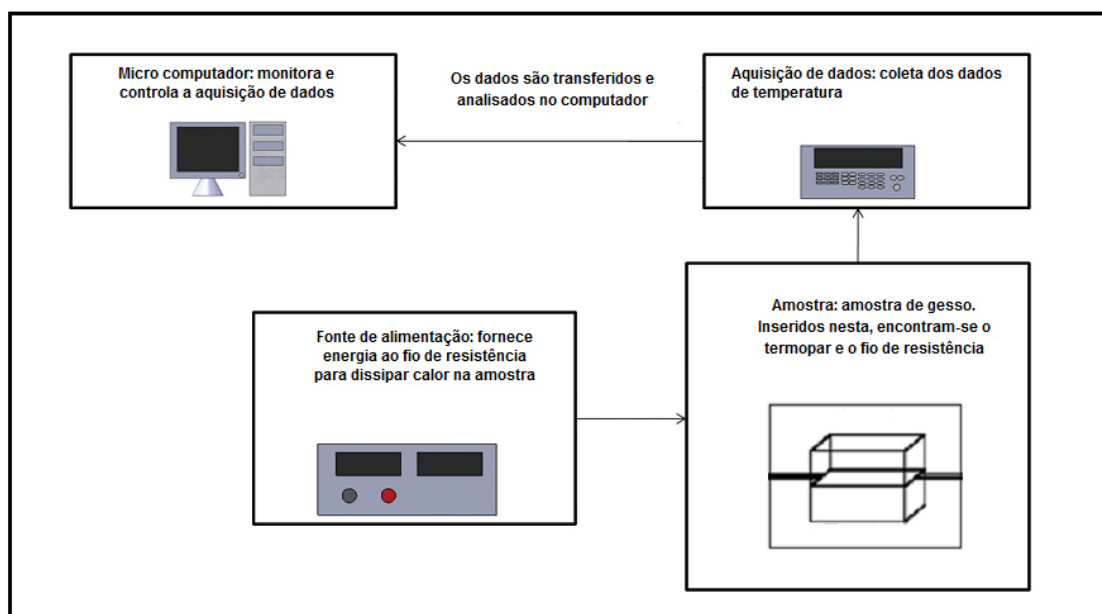 Micro computador: monitora e
controla a aquisição de dados
Os dados são transferidos e
analisados no computador
Aquisição de dados: coleta dos dados
de temperatura
Fonte de alimentação: fornece
energia ao fio de resistência
para dissipar calor na amostra
Amostra: amostra de gesso.
Inseridos nesta, encontram-se o
termopar e o fio de resistência